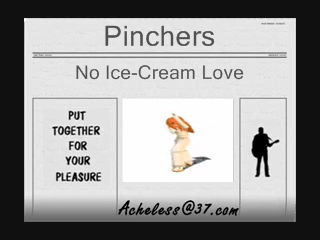 Pinchers
No Ice-Cream Love
PUT
TOGETHER
FOR
YOUR
PLEASURE
Acheless@37.com